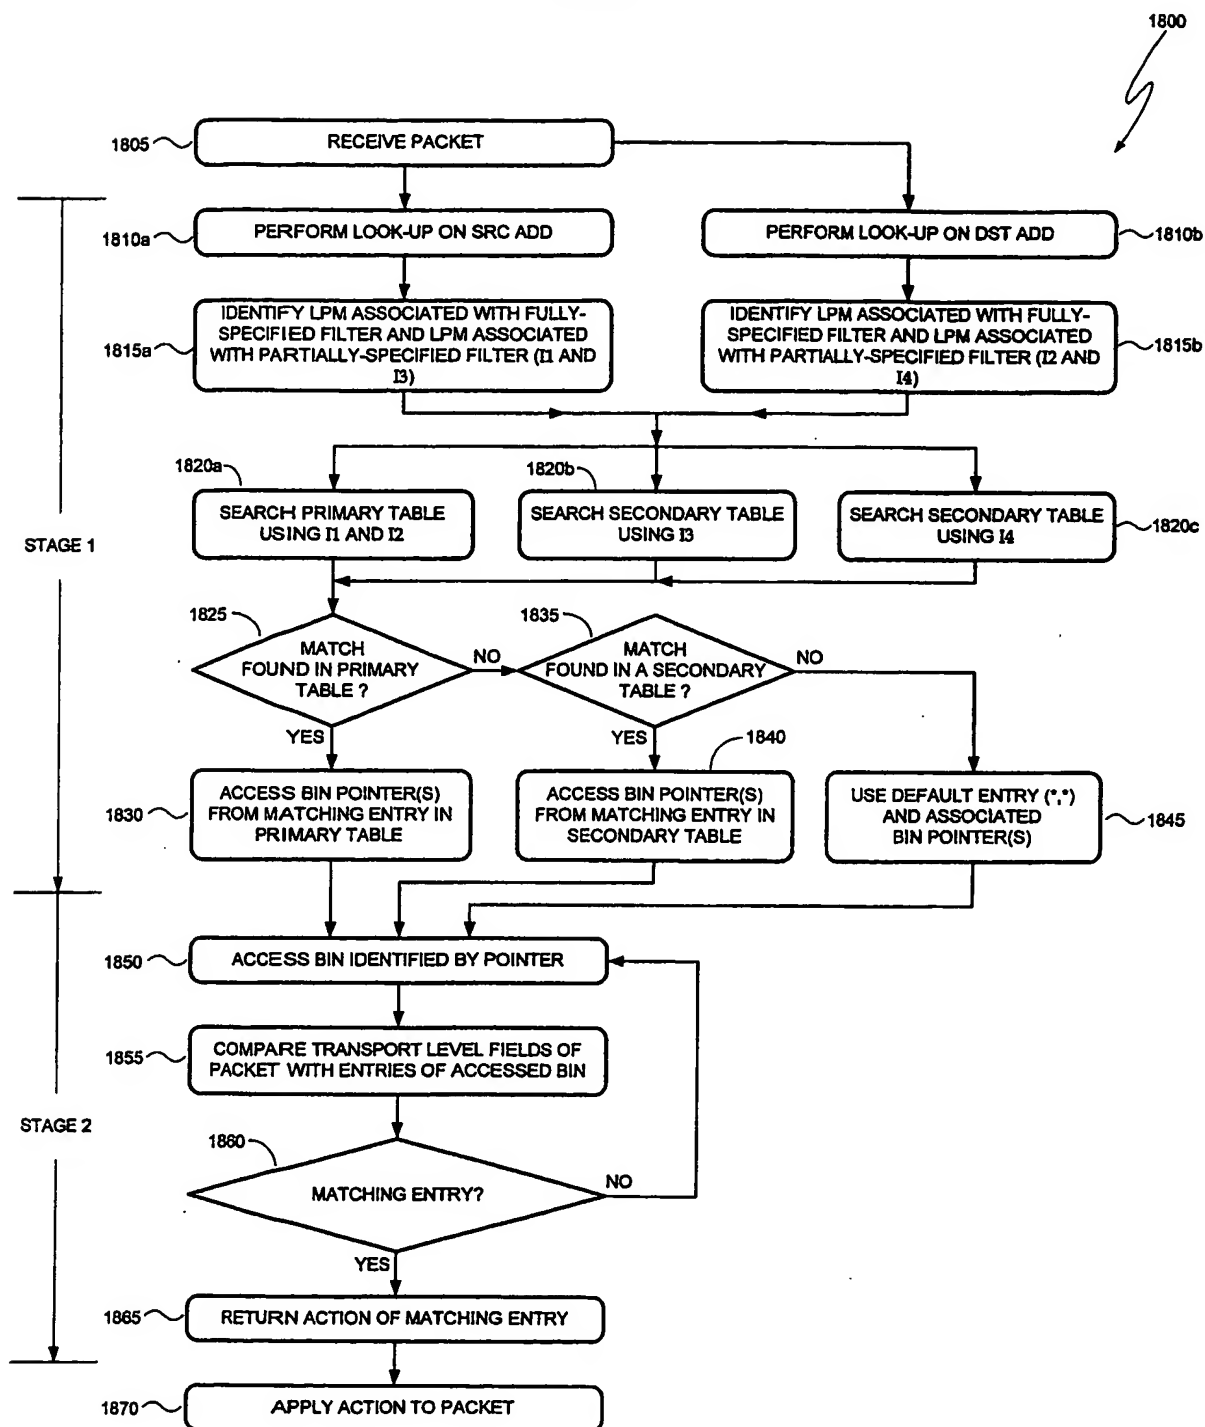 1800
1805
RECEIVE PACKET
1810a
PERFORM LOOK-UP ON SRC ADD
PERFORM LOOK-UP ON DST ADD
1810b
1815a
IDENTIFY LPM ASSOCIATED WITH FULLY-
SPECIFIED FILTER AND LPM ASSOCIATED
WITH PARTIALLY-SPECIFIED FILTER (I1 AND
I3)
IDENTIFY LPM ASSOCIATED WITH FULLY-
SPECIFIED FILTER AND LPM ASSOCIATED
WITH PARTIALLY-SPECIFIED FILTER (I2 AND
I4)
1815b
STAGE 1
1820a
SEARCH PRIMARY TABLE
USING I1 AND I2
1820b
SEARCH SECONDARY TABLE
USING I3
SEARCH SECONDARY TABLE
USING I4
1820c
1825
MATCH
FOUND IN PRIMARY
TABLE ?
NO
YES
1835
MATCH
FOUND IN A SECONDARY
TABLE ?
NO
YES
1830
ACCESS BIN POINTER(S)
FROM MATCHING ENTRY IN
PRIMARY TABLE
1840
ACCESS BIN POINTER(S)
FROM MATCHING ENTRY IN
SECONDARY TABLE
USE DEFAULT ENTRY (*,*)
AND ASSOCIATED
BIN POINTER(S)
1845
STAGE 2
1850
ACCESS BIN IDENTIFIED BY POINTER
1855
COMPARE TRANSPORT LEVEL FIELDS OF
PACKET WITH ENTRIES OF ACCESSED BIN
1860
MATCHING ENTRY?
NO
YES
1865
RETURN ACTION OF MATCHING ENTRY
1870
APPLY ACTION TO PACKET